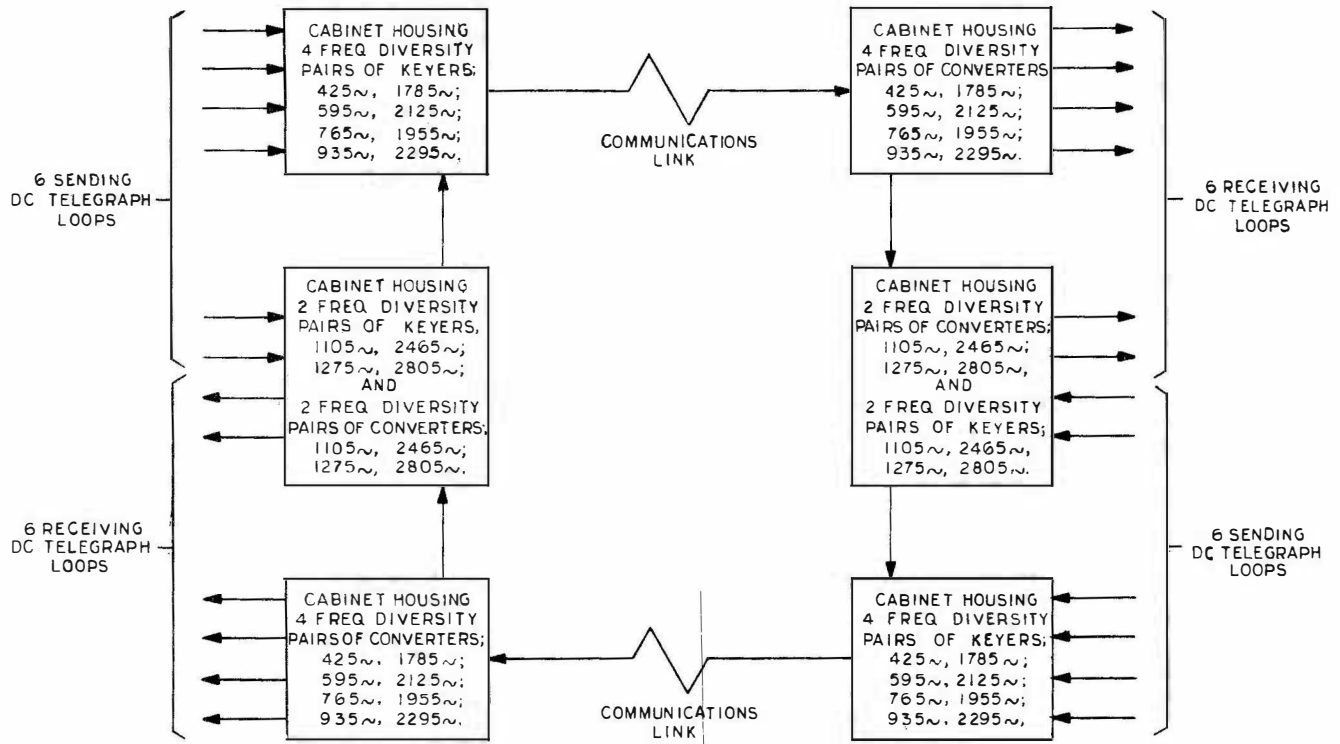 CABINET HOUSING
4 FREQ DIVERSITY
PAIRS OF KEYERS;
425~, 1785~;
595~, 2125~;
765~, 1955~;
935~, 2295~.
COMMUNICATIONS
LINK
CABINET HOUSING
4 FREQ DIVERSITY
PAIRS OF CONVERTERS
425~, 1785~;
595~, 2125~;
765~, 1955~;
935~, 2295~.
6 SENDING
DC TELEGRAPH
LOOPS
6 RECEIVING
DC TELEGRAPH
LOOPS
CABINET HOUSING
2 FREQ DIVERSITY
PAIRS OF KEYERS,
1105~, 2465~;
1275~, 2805~;
AND
2 FREQ DIVERSITY
PAIRS OF CONVERTERS;
1105~, 2465~;
1275~, 2805~.
CABINET HOUSING
2 FREQ DIVERSITY
PAIRS OF CONVERTERS;
1105~, 2465~;
1275~, 2805~,
AND
2 FREQ DIVERSITY
PAIRS OF KEYERS;
1105~, 2465~,
1275~, 2805~.
6 RECEIVING
DC TELEGRAPH
LOOPS
6 SENDING
DC TELEGRAPH
LOOPS
CABINET HOUSING
4 FREQ DIVERSITY
PAIRS OF CONVERTERS;
425~, 1785~;
595~, 2125~;
765~, 1955~;
935~, 2295~.
COMMUNICATIONS
LINK
CABINET HOUSING
4 FREQ DIVERSITY
PAIRS OF KEYERS;
425~, 1785~;
595~, 2125~;
765~, 1955~;
935~, 2295~,